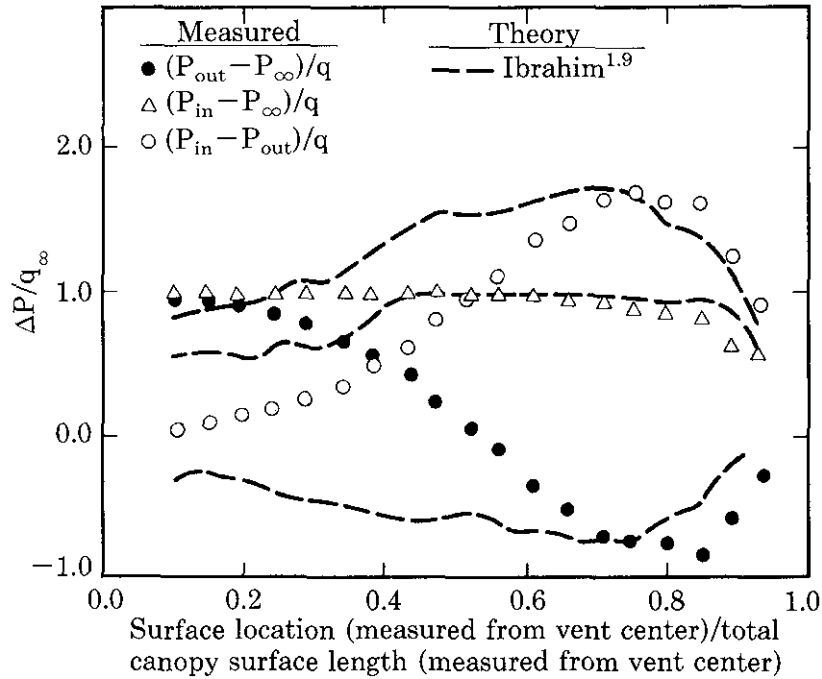 Measured
(P_out−P_∞)/q
(P_in−P_∞)/q
(P_in−P_out)/q
Theory
Ibrahim^1.9
ΔP/q_∞
2.0
1.0
0.0
−1.0
0.0 0.2 0.4 0.6 0.8 1.0
Surface location (measured from vent center)/total
canopy surface length (measured from vent center)